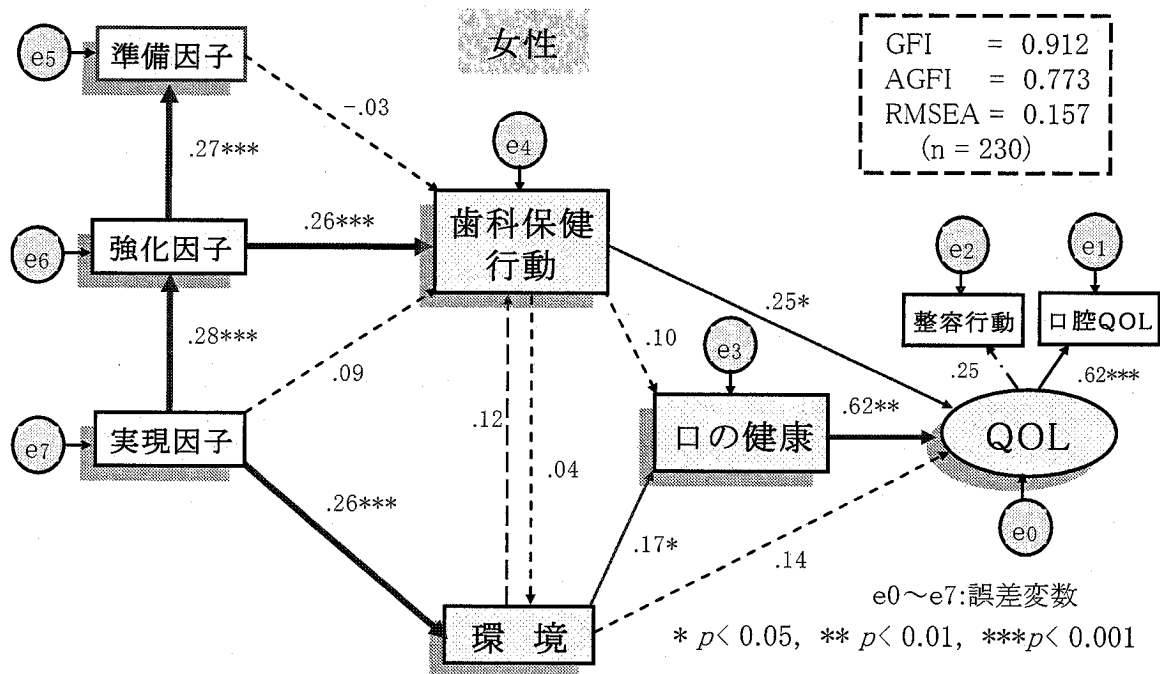 女性
GFI = 0.912
AGFI = 0.773
RMSEA = 0.157
(n = 230)
e5
準備因子
-.03
e4
.27***
.26***
歯科保健
行動
e6
強化因子
e2
e1
整容行動
口腔QOL
.25*
.28***
.10
e3
.25
.62***
.09
e7
実現因子
.12
口の健康
.62**
QOL
.04
.26***
.17*
.14
e0
環 境
e0～e7:誤差変数
* p< 0.05, ** p< 0.01, ***p< 0.001